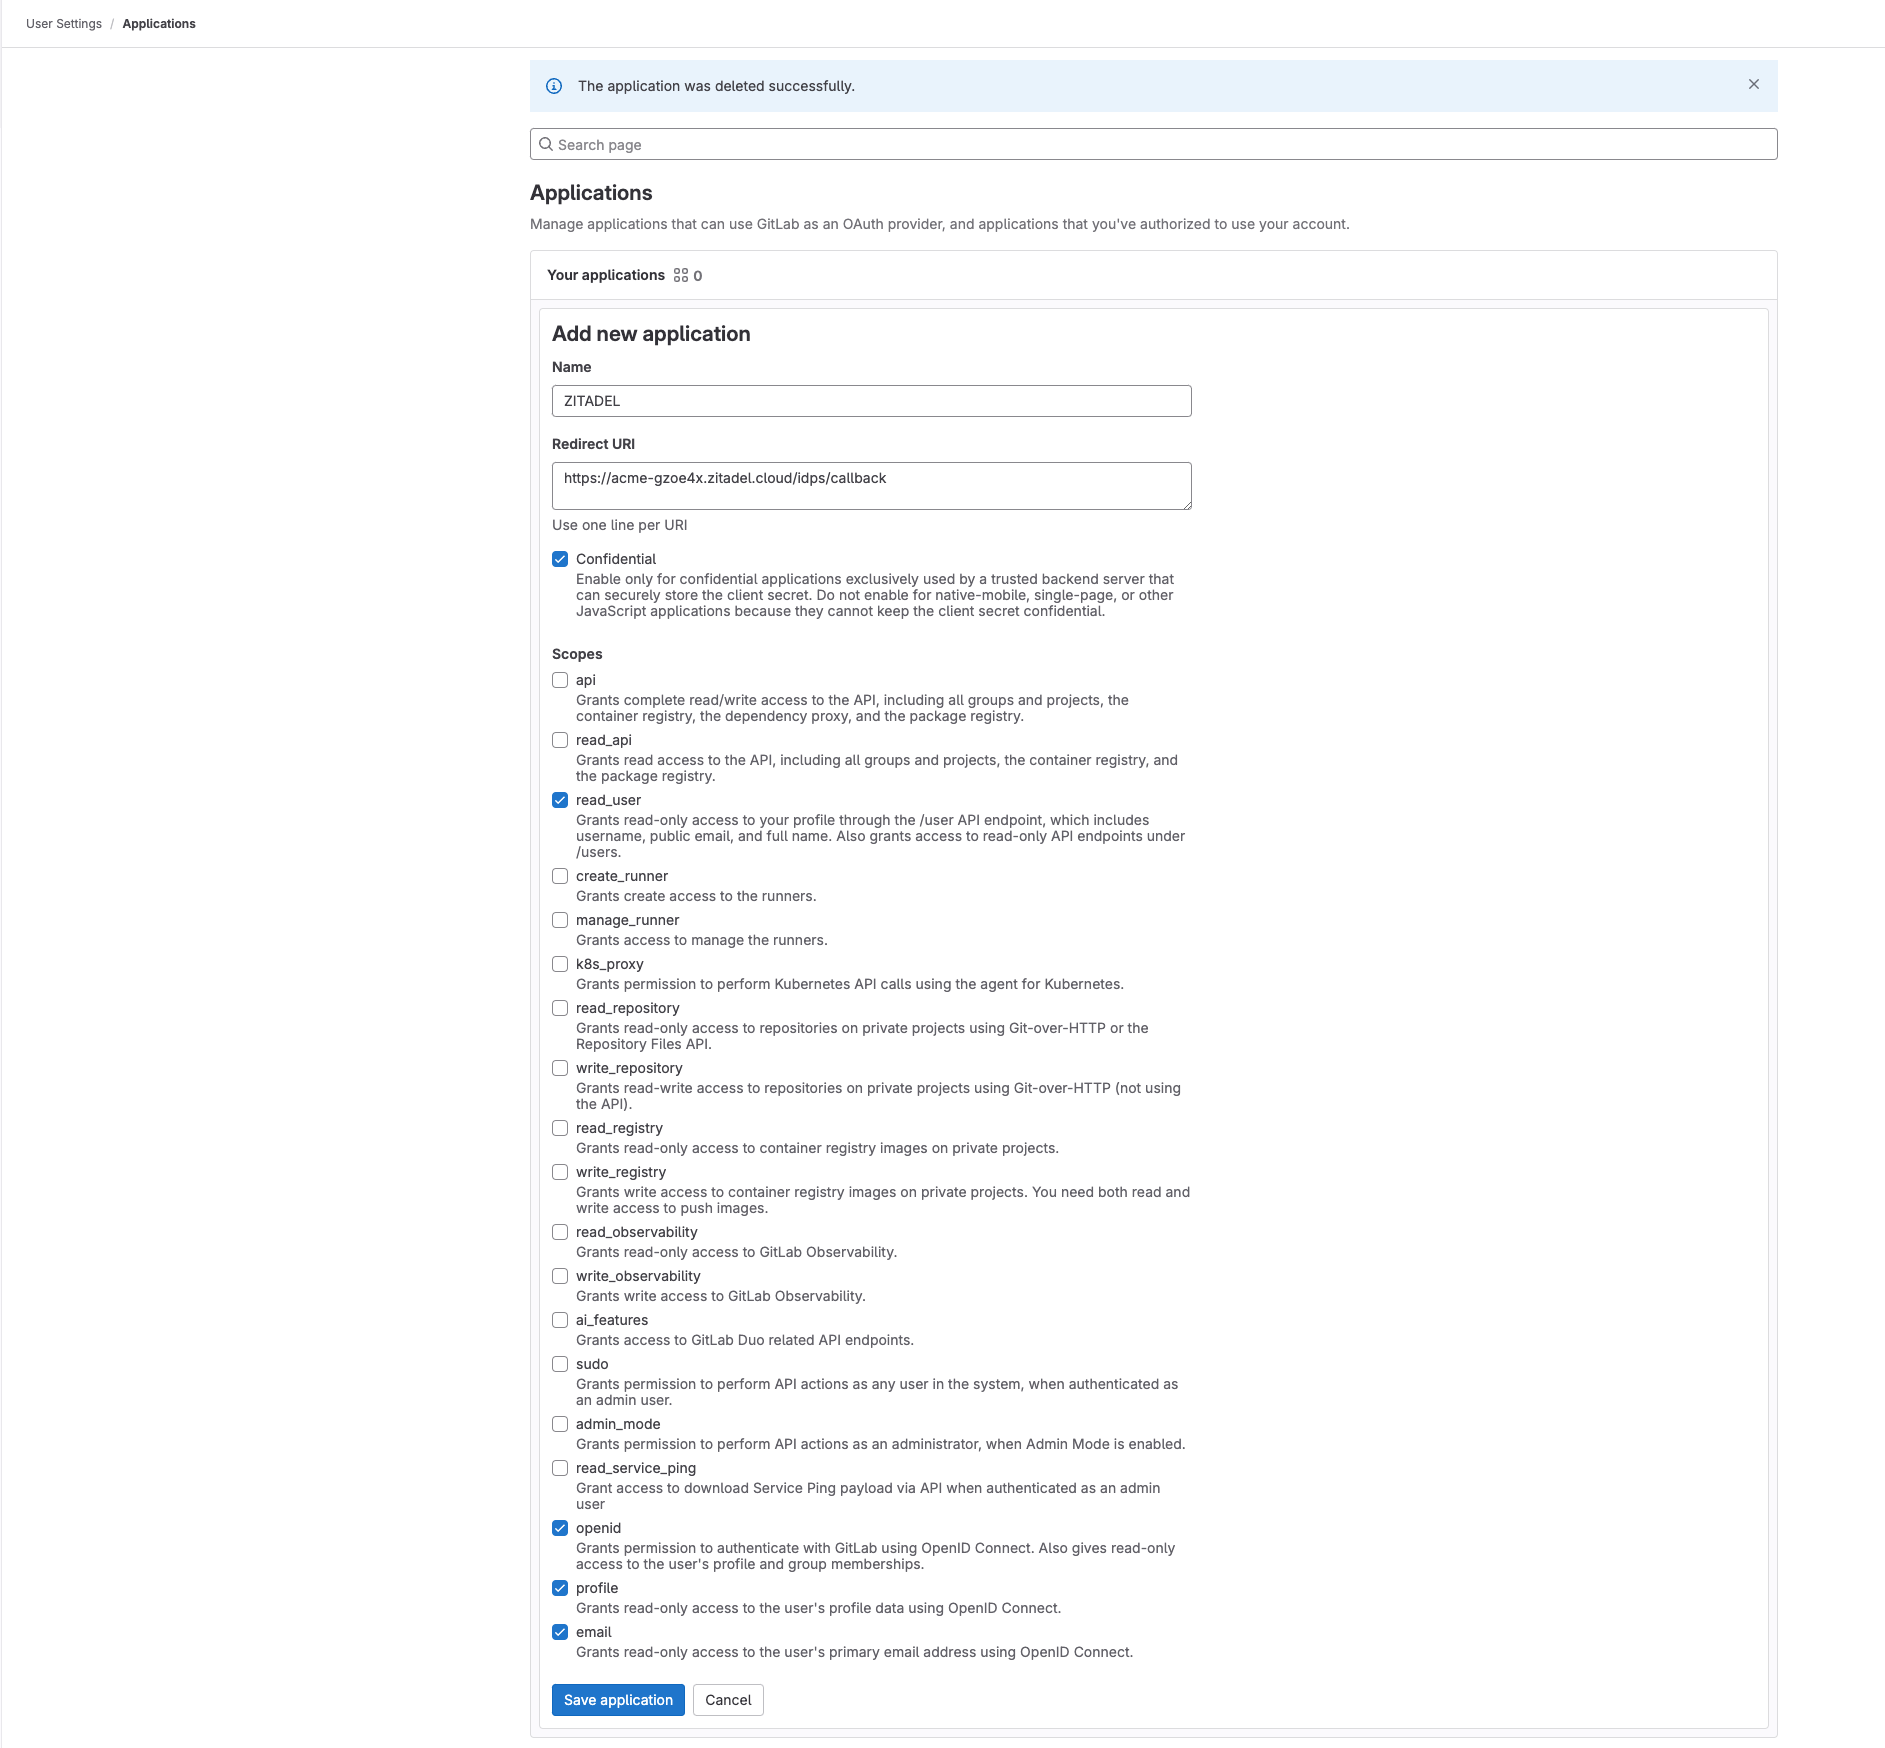 User Settings / Applications
The application was deleted successfully.
Search page
Applications
Manage applications that can use GitLab as an OAuth provider, and applications that you've authorized to use your account.
Your applications 0
Add new application
Name
ZITADEL
Redirect URI
https://acme-gzoe4x.zitadel.cloud/idps/callback
Use one line per URI
Confidential
Enable only for confidential applications exclusively used by a trusted backend server that
can securely store the client secret. Do not enable for native-mobile, single-page, or other
JavaScript applications because they cannot keep the client secret confidential.
Scopes
api
Grants complete read/write access to the API, including all groups and projects, the
container registry, the dependency proxy, and the package registry.
read_api
Grants read access to the API, including all groups and projects, the container registry, and
the package registry.
read_user
Grants read-only access to your profile through the /user API endpoint, which includes
username, public email, and full name. Also grants access to read-only API endpoints under
/users.
create_runner
Grants create access to the runners.
manage_runner
Grants access to manage the runners.
k8s_proxy
Grants permission to perform Kubernetes API calls using the agent for Kubernetes.
read_repository
Grants read-only access to repositories on private projects using Git-over-HTTP or the
Repository Files API.
write_repository
Grants read-write access to repositories on private projects using Git-over-HTTP (not using
the API).
read_registry
Grants read-only access to container registry images on private projects.
write_registry
Grants write access to container registry images on private projects. You need both read and
write access to push images.
read_observability
Grants read-only access to GitLab Observability.
write_observability
Grants write access to GitLab Observability.
ai_features
Grants access to GitLab Duo related API endpoints.
sudo
Grants permission to perform API actions as any user in the system, when authenticated as
an admin user.
admin_mode
Grants permission to perform API actions as an administrator, when Admin Mode is enabled.
read_service_ping
Grant access to download Service Ping payload via API when authenticated as an admin
user
openid
Grants permission to authenticate with GitLab using OpenID Connect. Also gives read-only
access to the user's profile and group memberships.
profile
Grants read-only access to the user's profile data using OpenID Connect.
email
Grants read-only access to the user's primary email address using OpenID Connect.
Save application Cancel